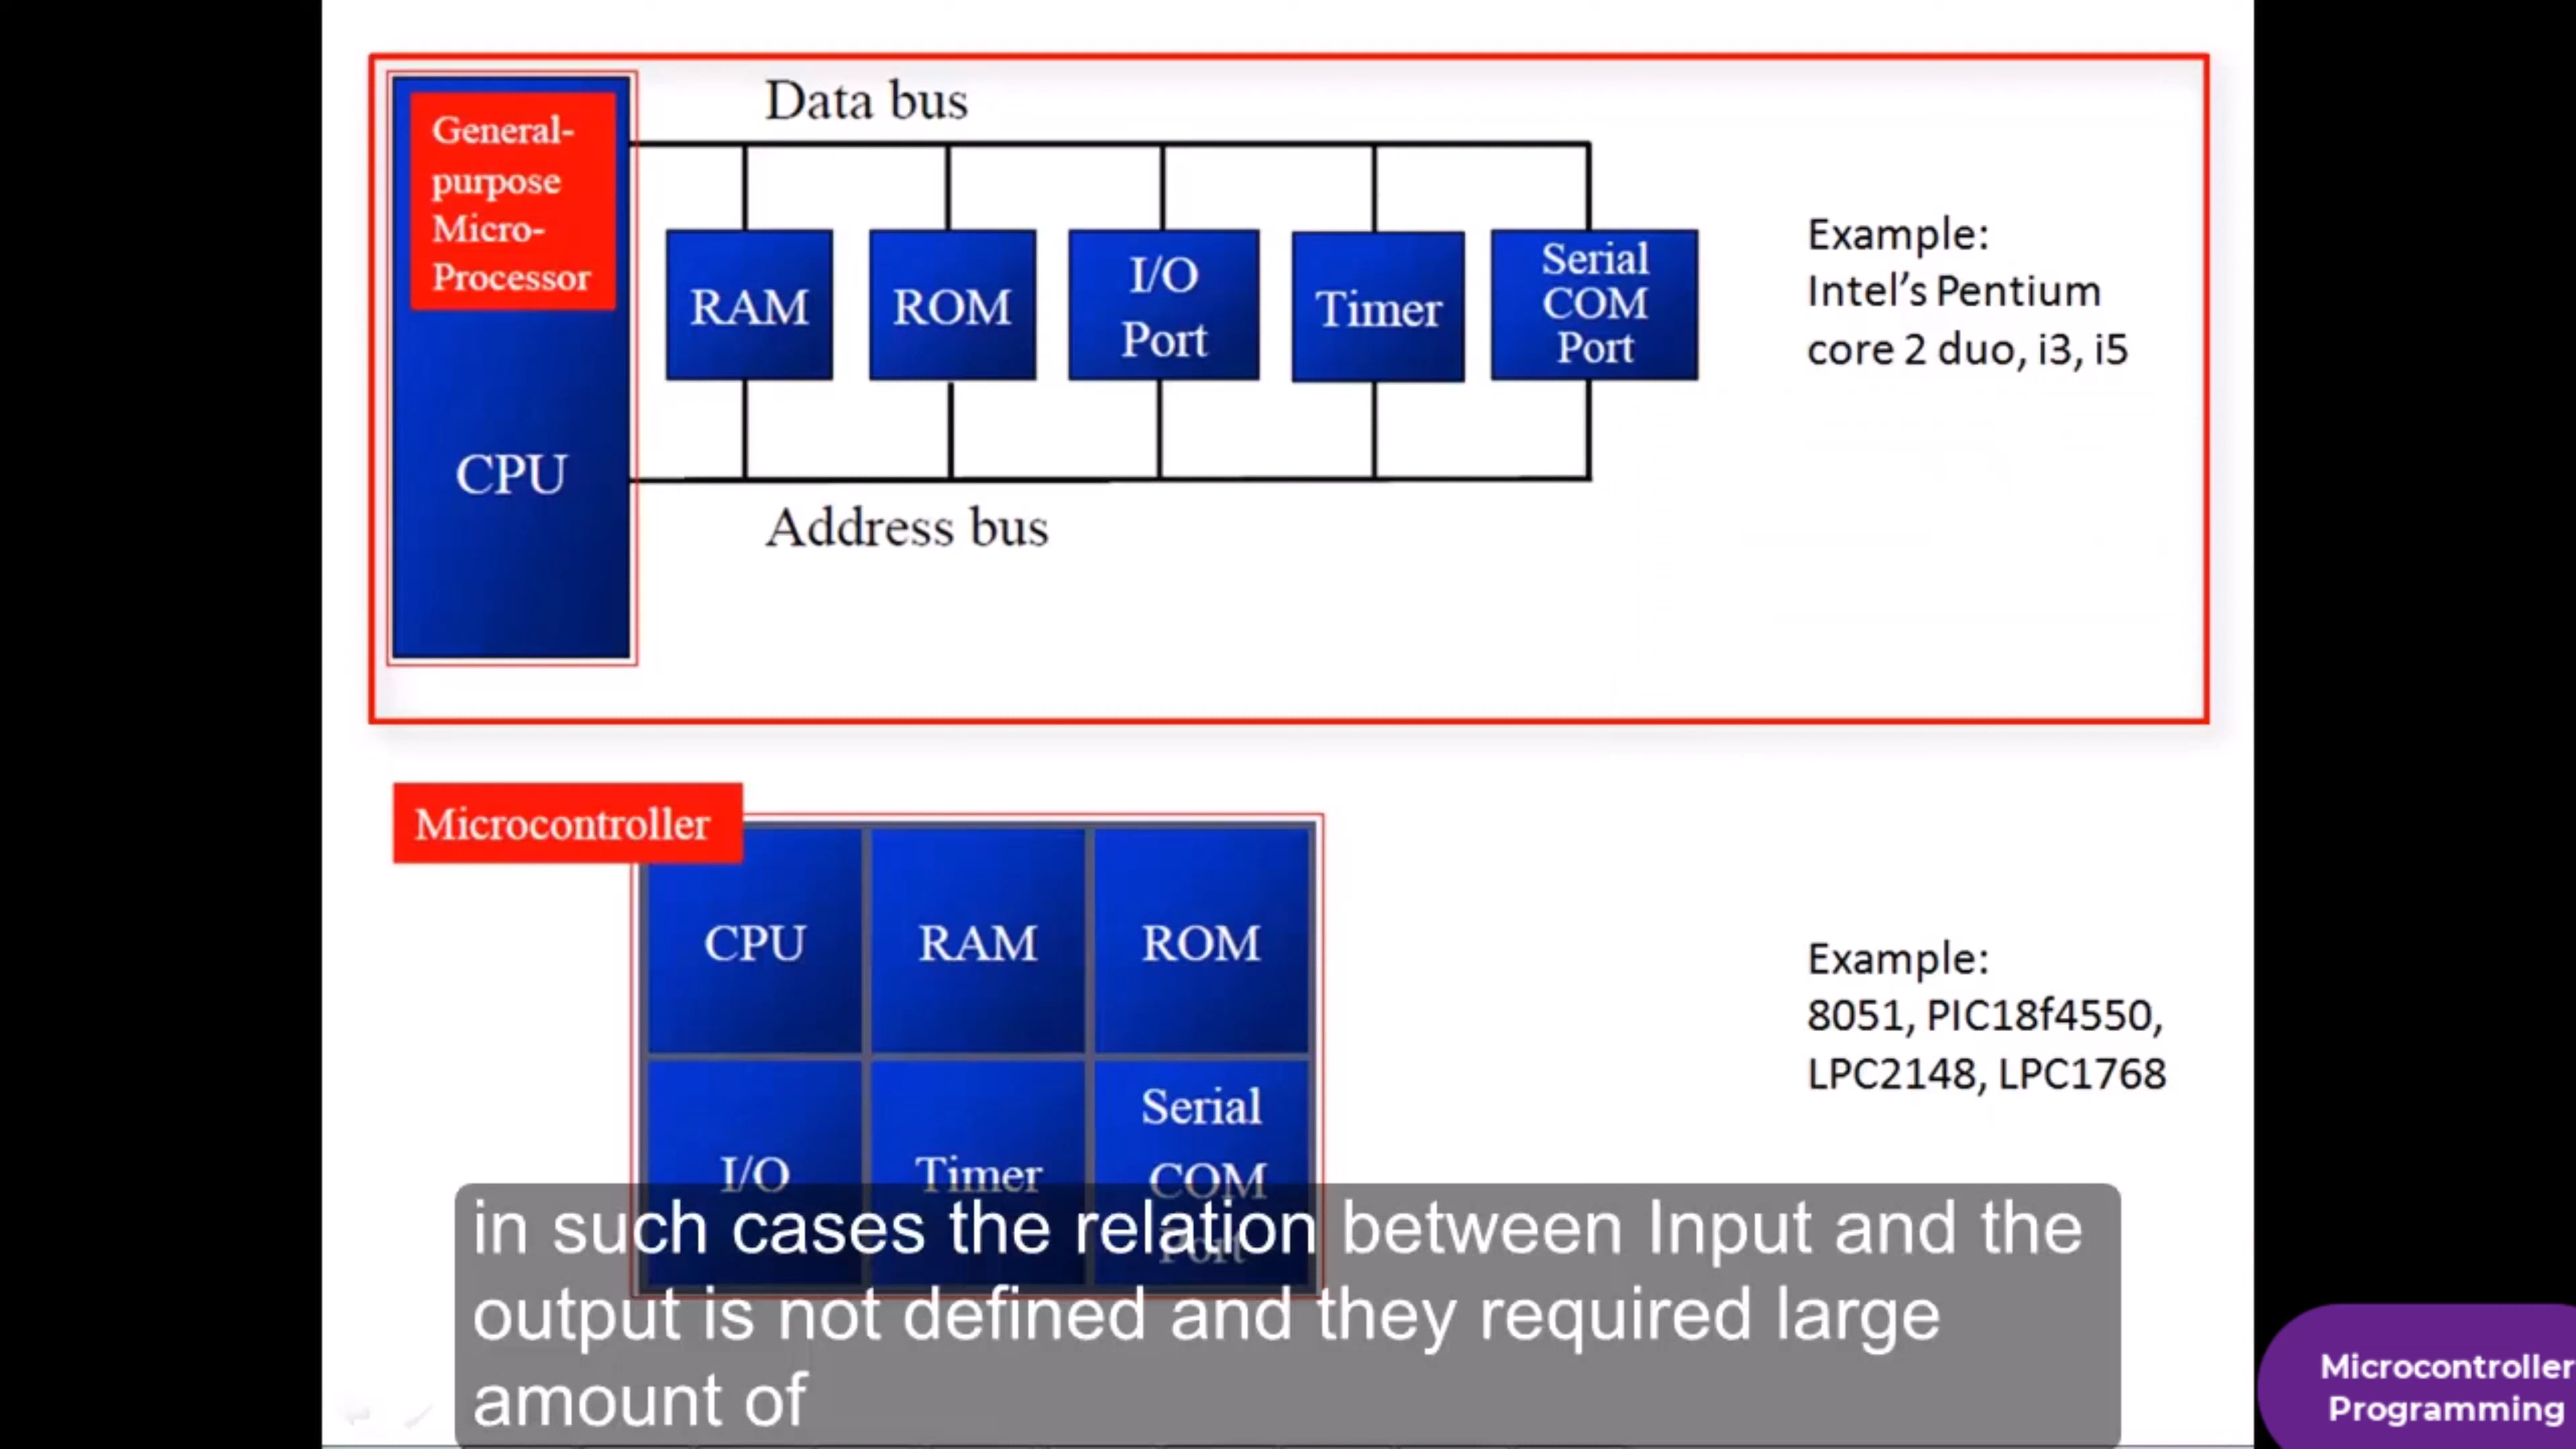 Data bus
General-
purpose
Micro-
Processor
CPU
RAM
ROM
I/O
Port
Timer
Serial
COM
Port
Address bus
Example:
Intel's Pentium
core 2 duo, i3, i5
Microcontroller
CPU
RAM
ROM
I/O
Timer
Serial
COM
Port
Example:
8051, PIC18f4550,
LPC2148, LPC1768
in such cases the relation between Input and the
output is not defined and they required large
amount of
Microcontroller
Programming